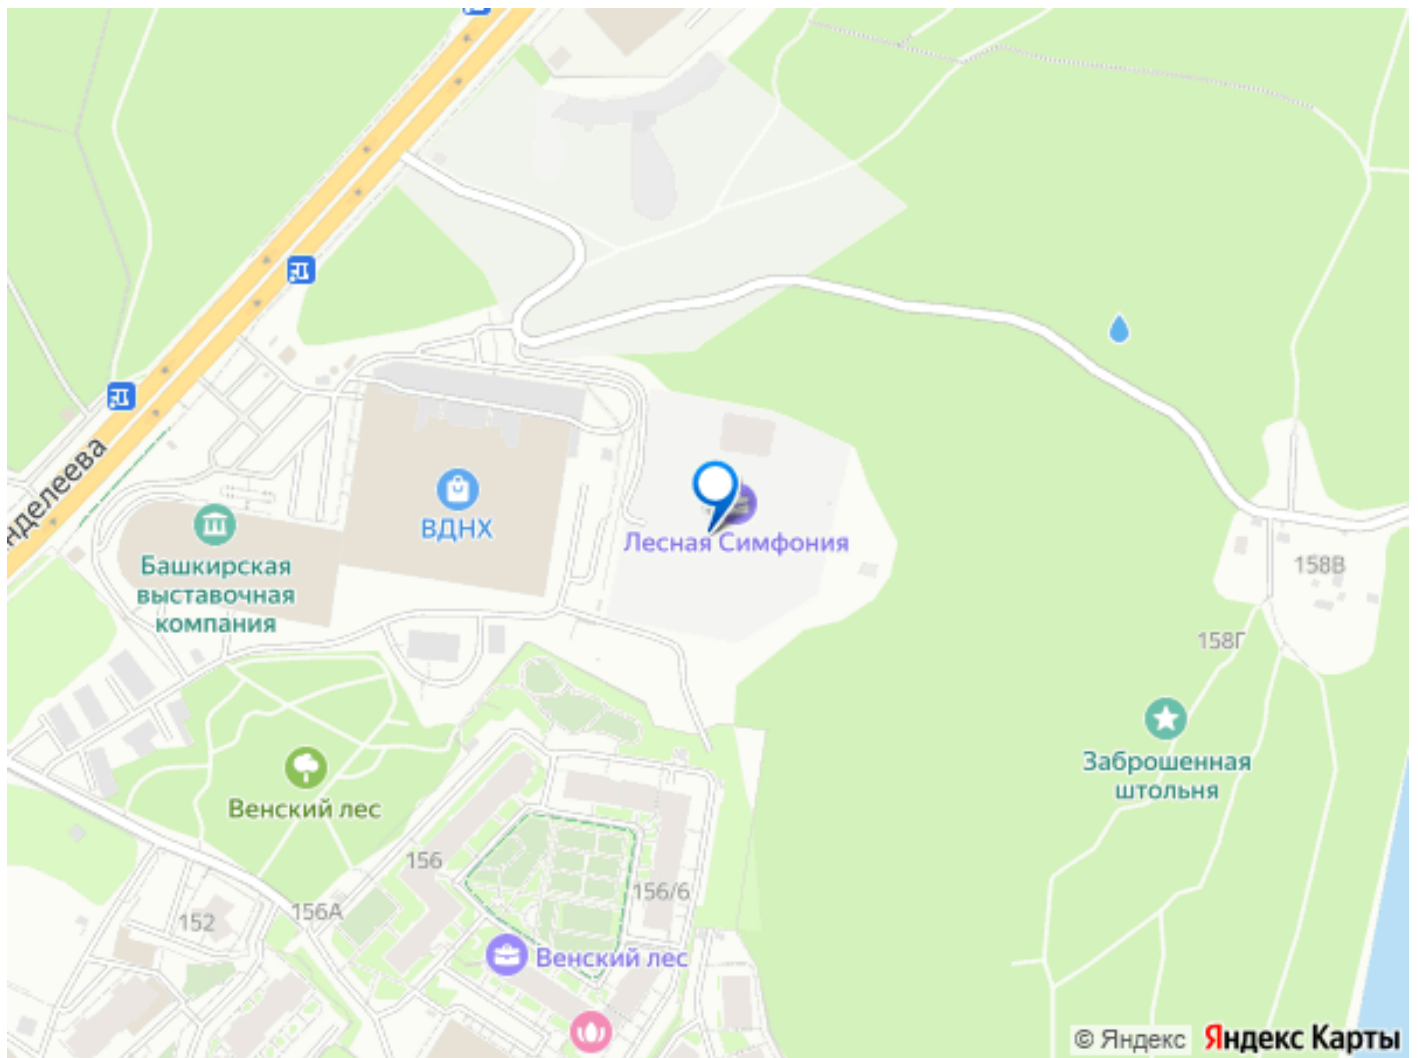 нделеева
ВДНХ
Башкирская
выставочная
компания
Лесная Симфония
158В
158Г
Заброшенная
штольня
Венский лес
156
156/6
152
156А
Венский лес
© Яндекс Яндекс Карты